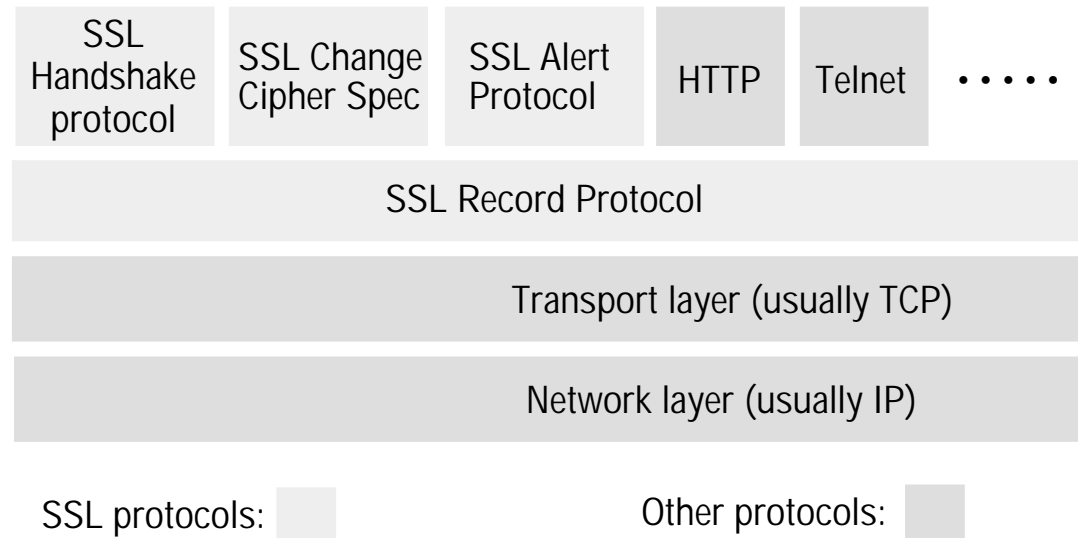 SSL
Handshake
protocol
SSL Change
Cipher Spec
SSL Alert
Protocol
HTTP
Telnet
.....
SSL Record Protocol
Transport layer (usually TCP)
Network layer (usually IP)
SSL protocols:
Other protocols: